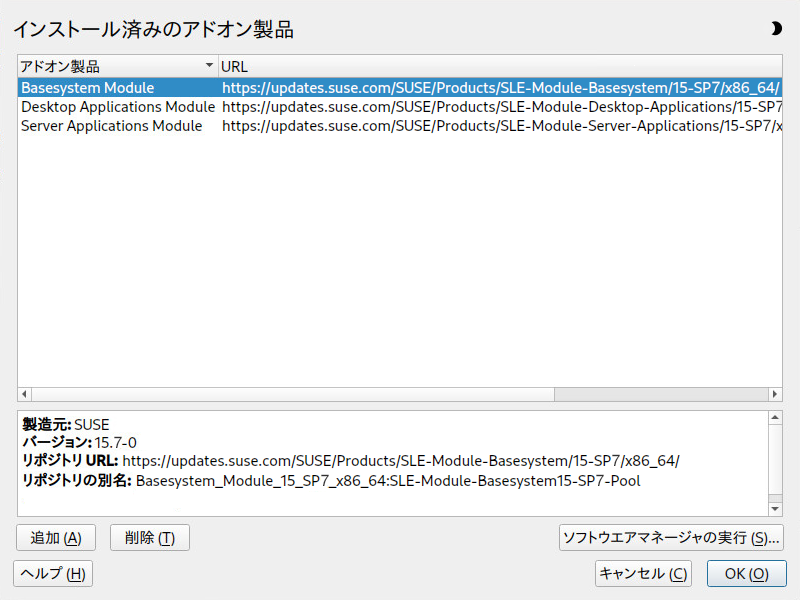 インストール済みのアドオン製品
アドオン製品 URL
Basesystem Module https://updates.suse.com/SUSE/Products/SLE-Module-Basesystem/15-SP7/x86_64/
Desktop Applications Module https://updates.suse.com/SUSE/Products/SLE-Module-Desktop-Applications/15-SP7
Server Applications Module https://updates.suse.com/SUSE/Products/SLE-Module-Server-Applications/15-SP7/x
製造元: SUSE
バージョン: 15.7-0
リポジトリ URL: https://updates.suse.com/SUSE/Products/SLE-Module-Basesystem/15-SP7/x86_64/
リポジトリの別名: Basesystem_Module_15_SP7_x86_64:SLE-Module-Basesystem15-SP7-Pool
追加 (A) 削除 (T) ソフトウエアマネージャの実行 (S)...
ヘルプ (H) キャンセル (C) OK (O)